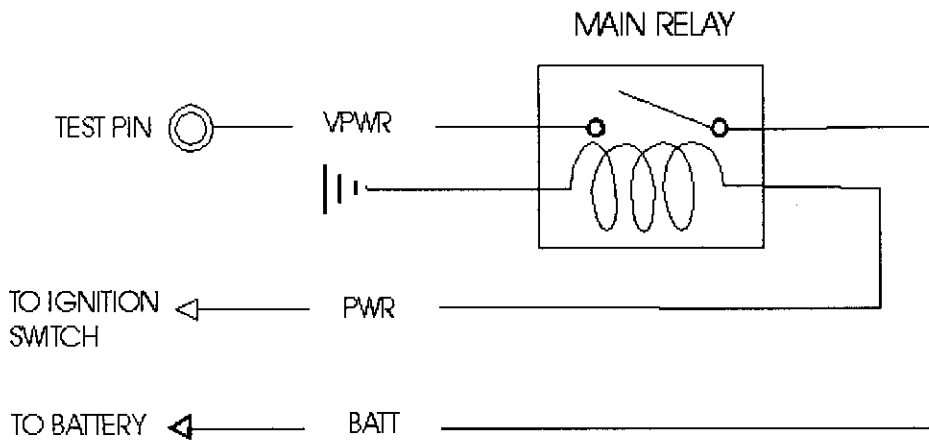 MAIN RELAY
TEST PIN
VPWR
TO IGNITION
SWITCH
PWR
TO BATTERY
BATT